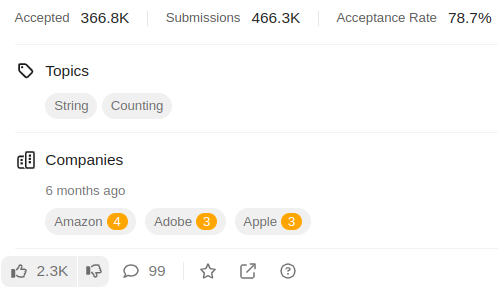 Accepted 366.8K Submissions 466.3K Acceptance Rate 78.7%
Topics
String Counting
Companies
6 months ago
Amazon 4 Adobe 3 Apple 3
2.3K 99